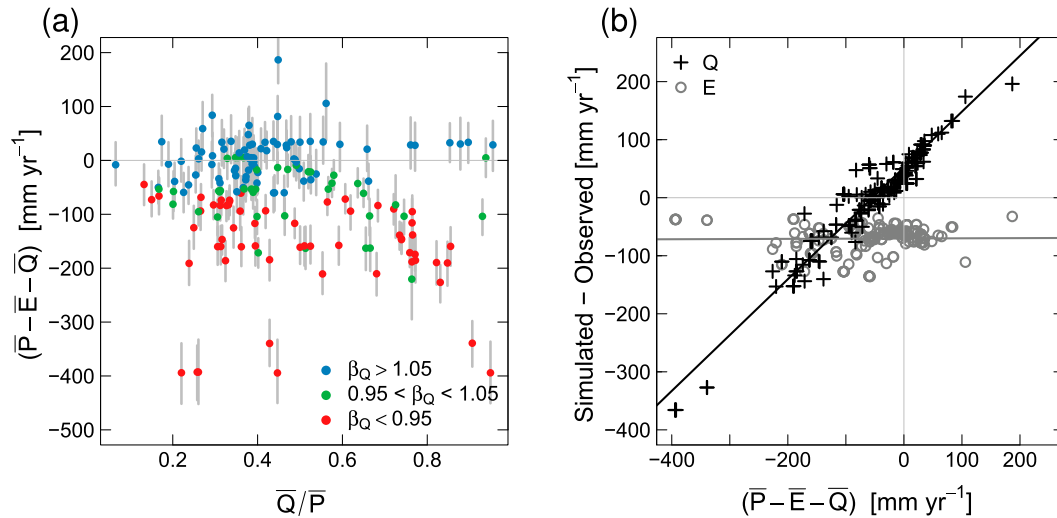 (a)
200
100
0
−100
−200
−300
−400
−500
(P̅ − E̅ − Q̅) [mm yr⁻¹]
β_Q > 1.05
0.95 < β_Q < 1.05
β_Q < 0.95
0.2 0.4 0.6 0.8
Q̅/P̅
(b)
Q
E
200
100
0
−100
−200
−300
−400
Simulated − Observed [mm yr⁻¹]
−400 −200 0 100 200
(P̅ − E̅ − Q̅) [mm yr⁻¹]